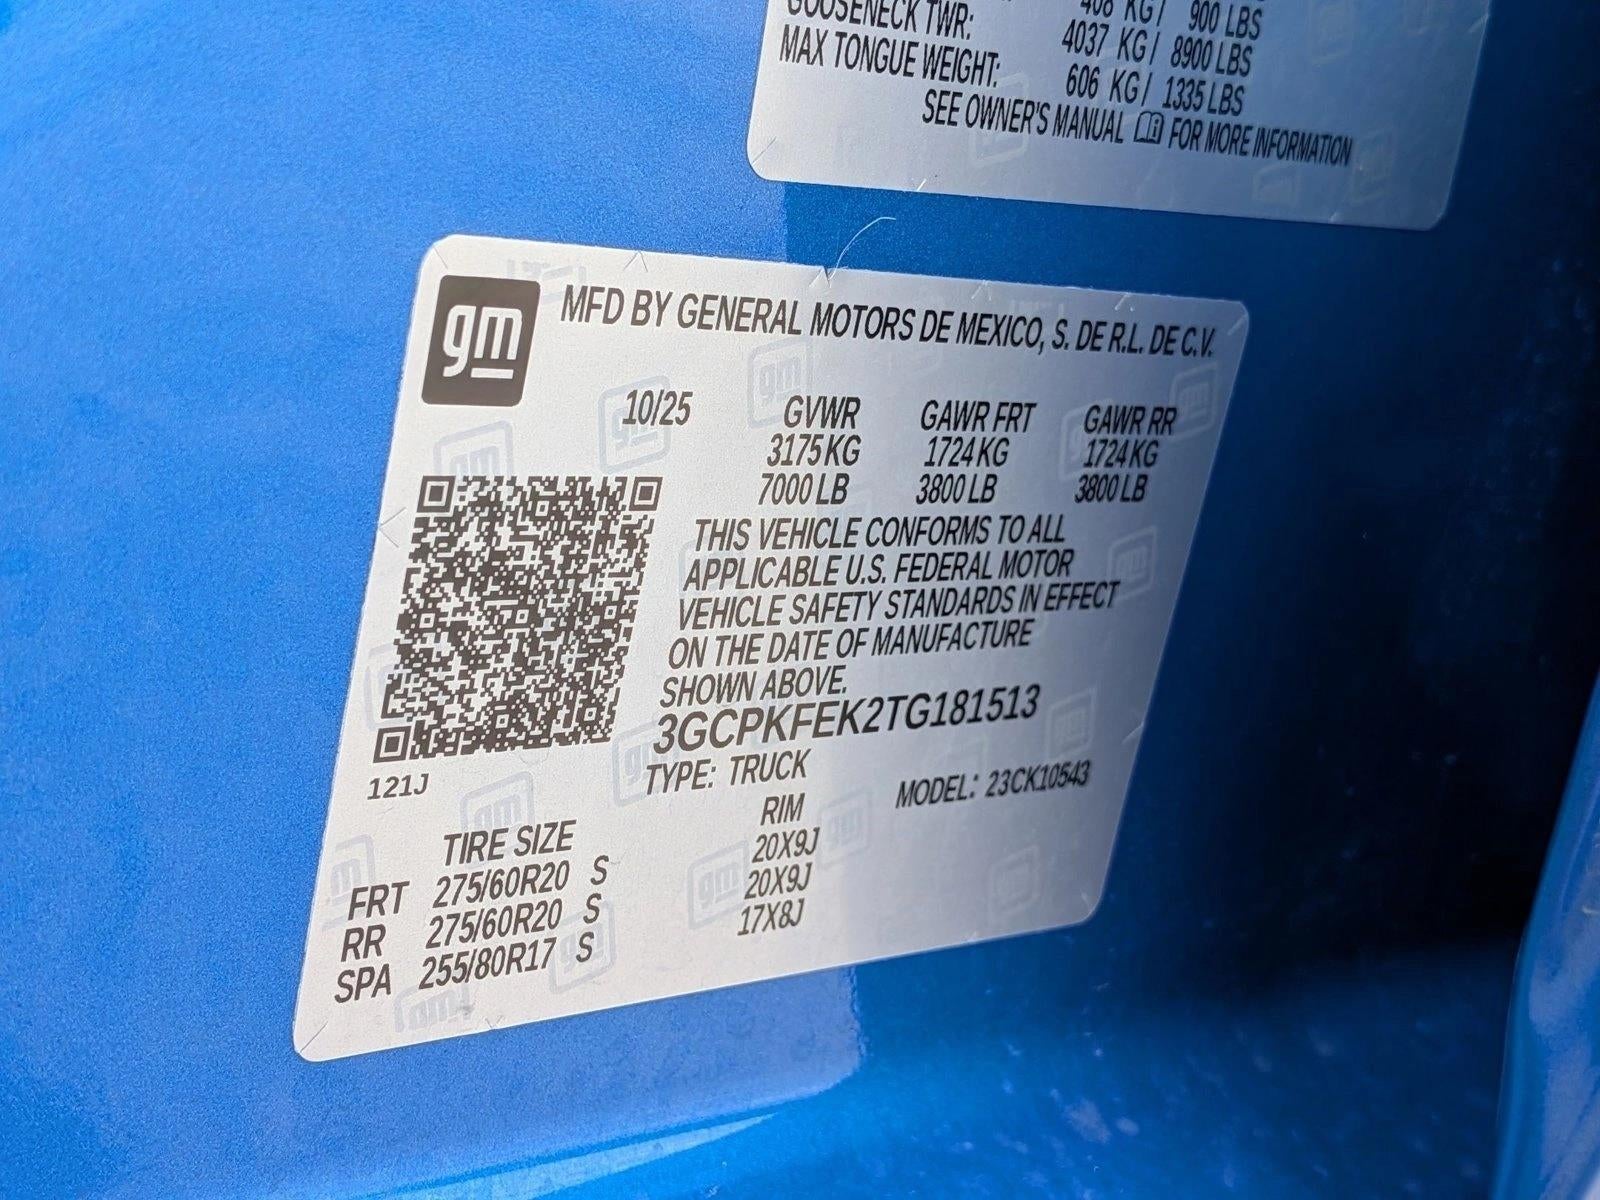 408 KG/ 900 LBS
GOOSENECK TWR: 4037 KG/ 8900 LBS
MAX TONGUE WEIGHT: 606 KG/ 1335 LBS
SEE OWNER'S MANUAL FOR MORE INFORMATION
gm
MFD BY GENERAL MOTORS DE MEXICO, S. DE R.L. DE C.V.
10/25 GVWR GAWR FRT GAWR RR
3175 KG 1724 KG 1724 KG
7000 LB 3800 LB 3800 LB
THIS VEHICLE CONFORMS TO ALL
APPLICABLE U.S. FEDERAL MOTOR
VEHICLE SAFETY STANDARDS IN EFFECT
ON THE DATE OF MANUFACTURE
SHOWN ABOVE.
3GCPKFEK2TG181513
121J
TYPE: TRUCK MODEL: 23CK10543
TIRE SIZE RIM
FRT 275/60R20 S 20X9J
RR 275/60R20 S 20X9J
SPA 255/80R17 S 17X8J